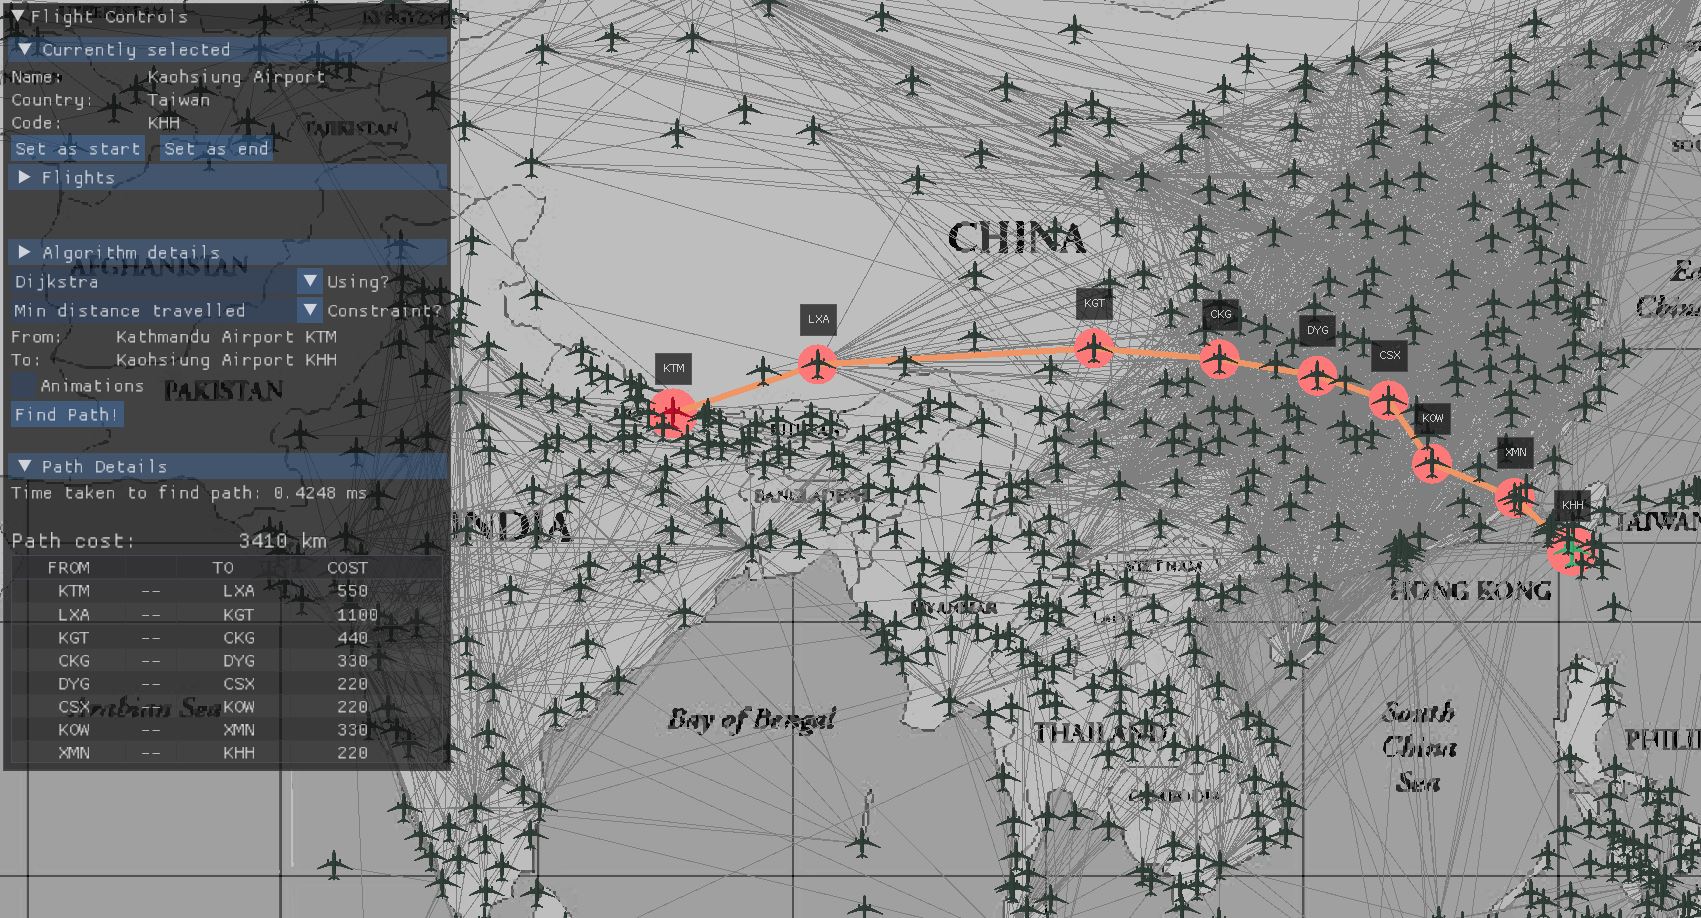 UZBEKISTAN
KYRGYZSTAN
Flight Controls
Currently selected
Name: Kaohsiung Airport
Country: Taiwan
Code: KHH
TAJIKISTAN
Set as start Set as end
Flights
Algorithm details
AFGHANISTAN
Dijkstra Using?
Min distance travelled Constraint?
From: Kathmandu Airport KTM
To: Kaohsiung Airport KHH
Animations
PAKISTAN
Find Path!
Path Details
Time taken to find path: 0.4248 ms
Path cost: 3410 km
FROM TO COST
KTM -- LXA 550
LXA -- KGT 1100
KGT -- CKG 440
CKG -- DYG 330
DYG -- CSX 220
CSX -- KOW 220
KOW -- XMN 330
XMN -- KHH 220
Arabian Sea
CHINA
KTM
LXA
KGT
CKG
DYG
CSX
KOW
XMN
KHH
BHUTAN
BANGLADESH
INDIA
TAIWAN
HONG KONG
VIETNAM
MYANMAR
Bay of Bengal
THAILAND
South
China
Sea
CAMBODIA
PHILI